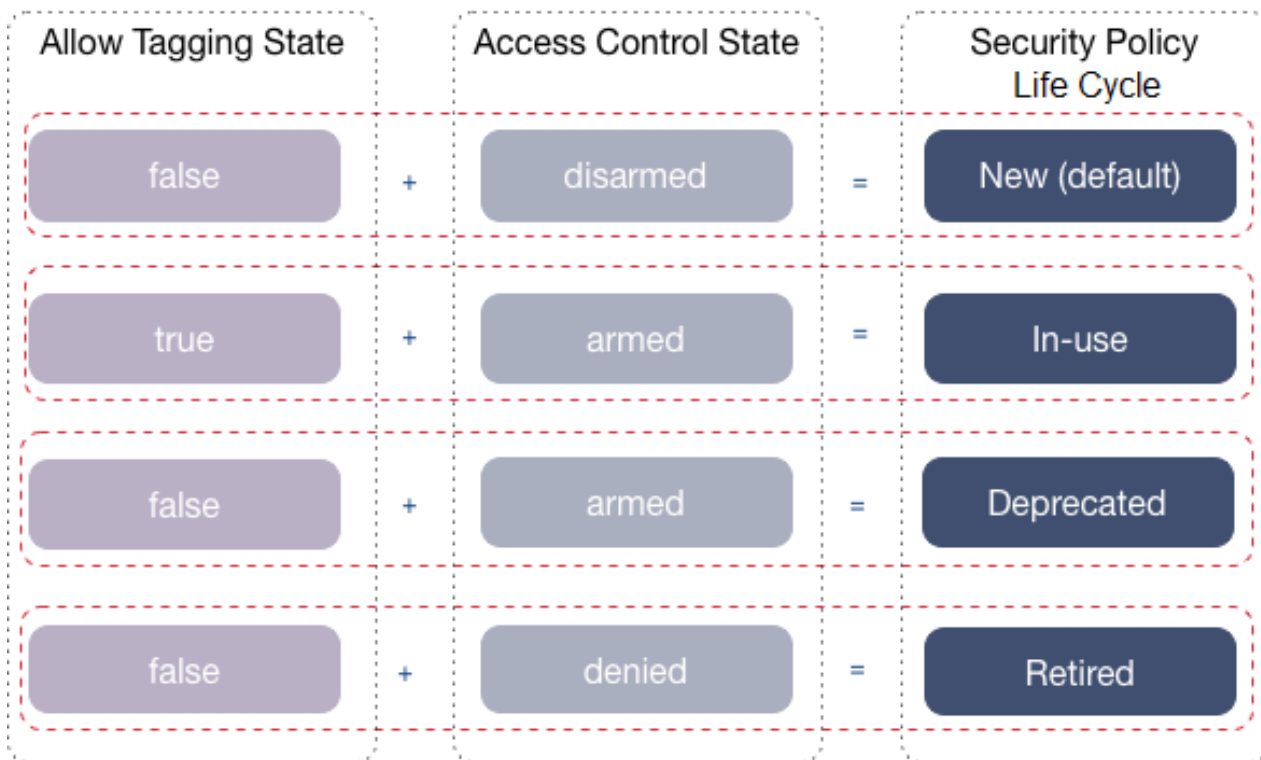 Allow Tagging State
Access Control State
Security Policy
Life Cycle
false + disarmed = New (default)
true + armed = In-use
false + armed = Deprecated
false + denied = Retired